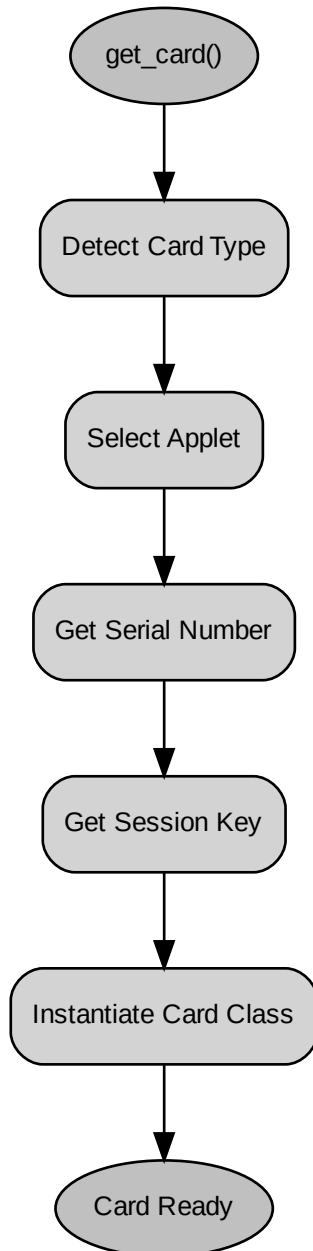 get_card()
Detect Card Type
Select Applet
Get Serial Number
Get Session Key
Instantiate Card Class
Card Ready